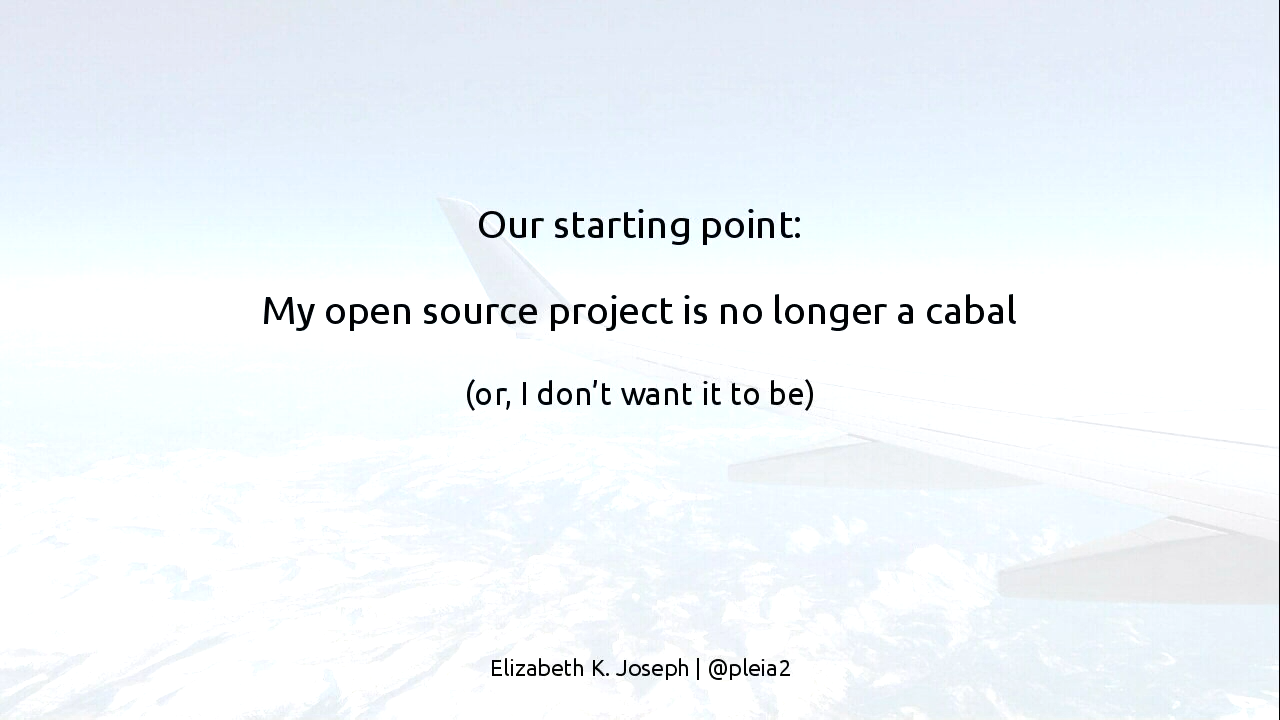 Our starting point:
My open source project is no longer a cabal
(or, I don’t want it to be)
Elizabeth K. Joseph | @pleia2